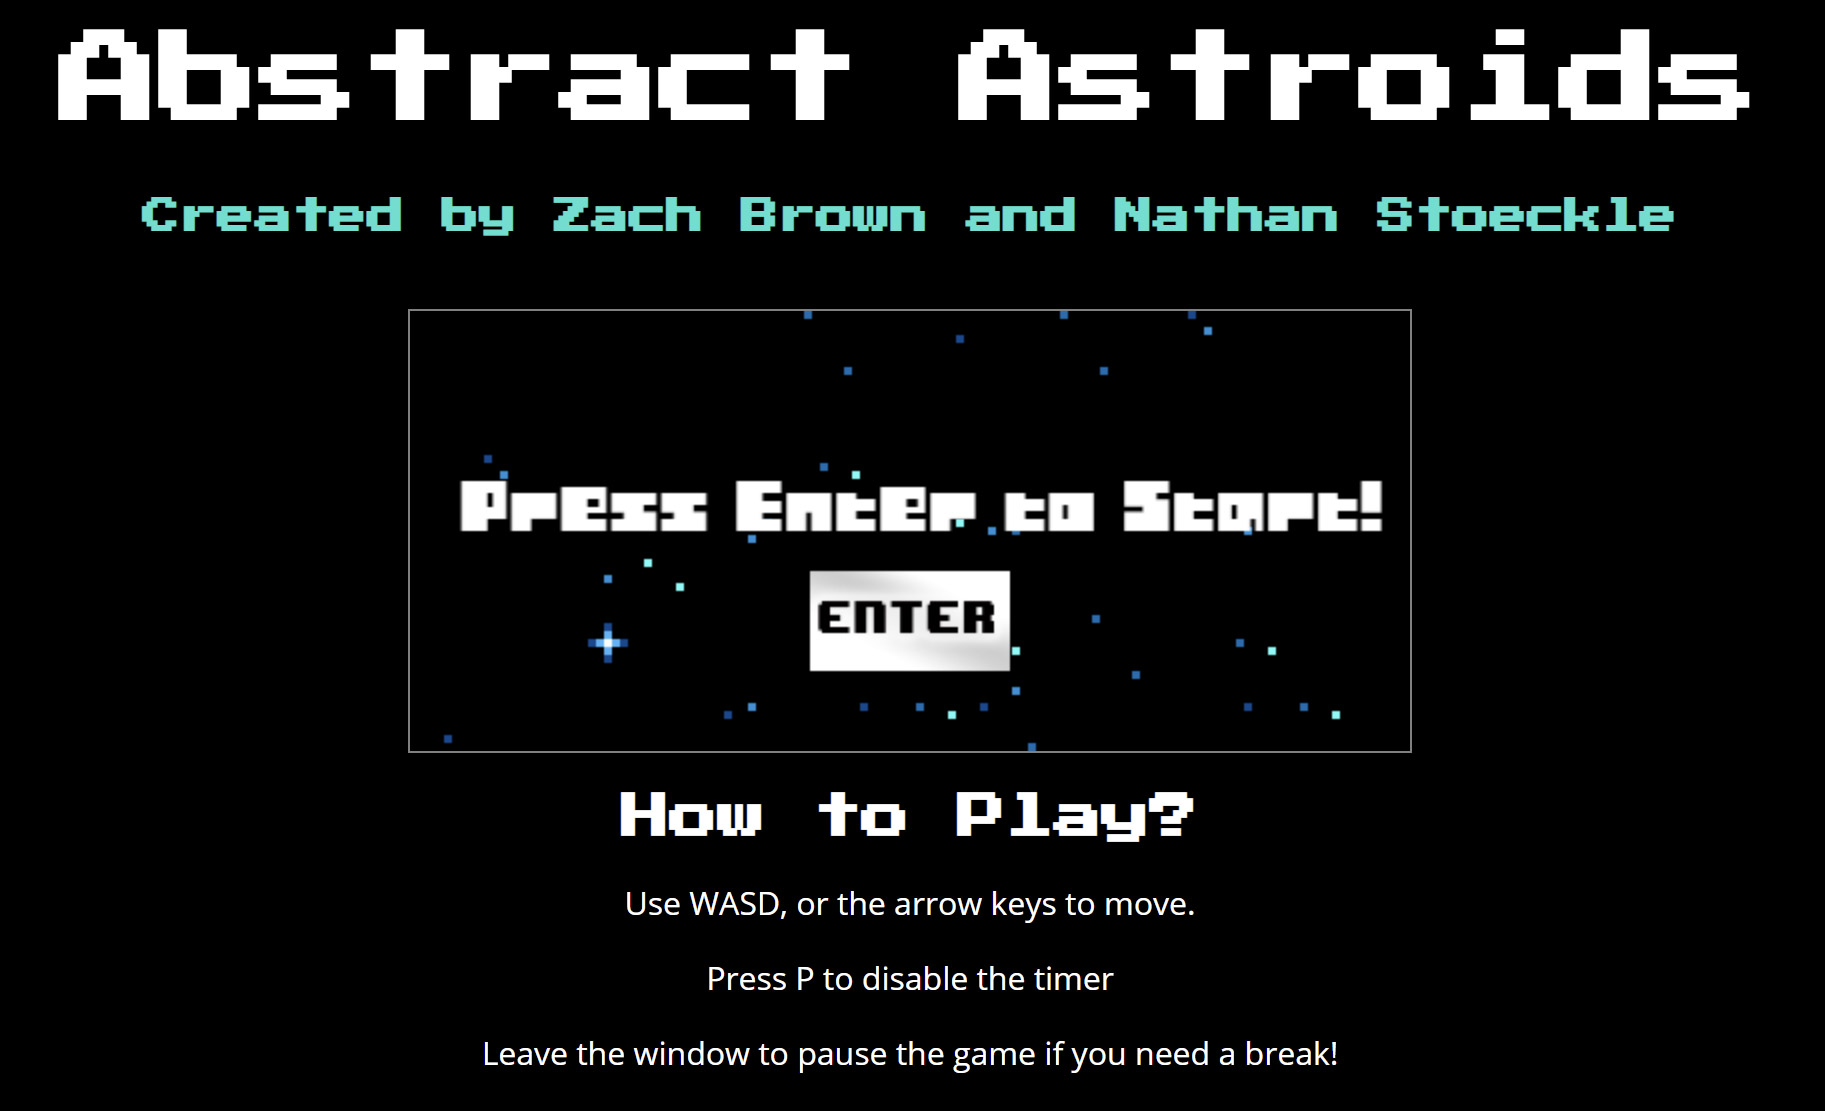 Abstract Astroids
Created by Zach Brown and Nathan Stoeckle
Press Enter to Start!
ENTER
How to Play?
Use WASD, or the arrow keys to move.
Press P to disable the timer
Leave the window to pause the game if you need a break!